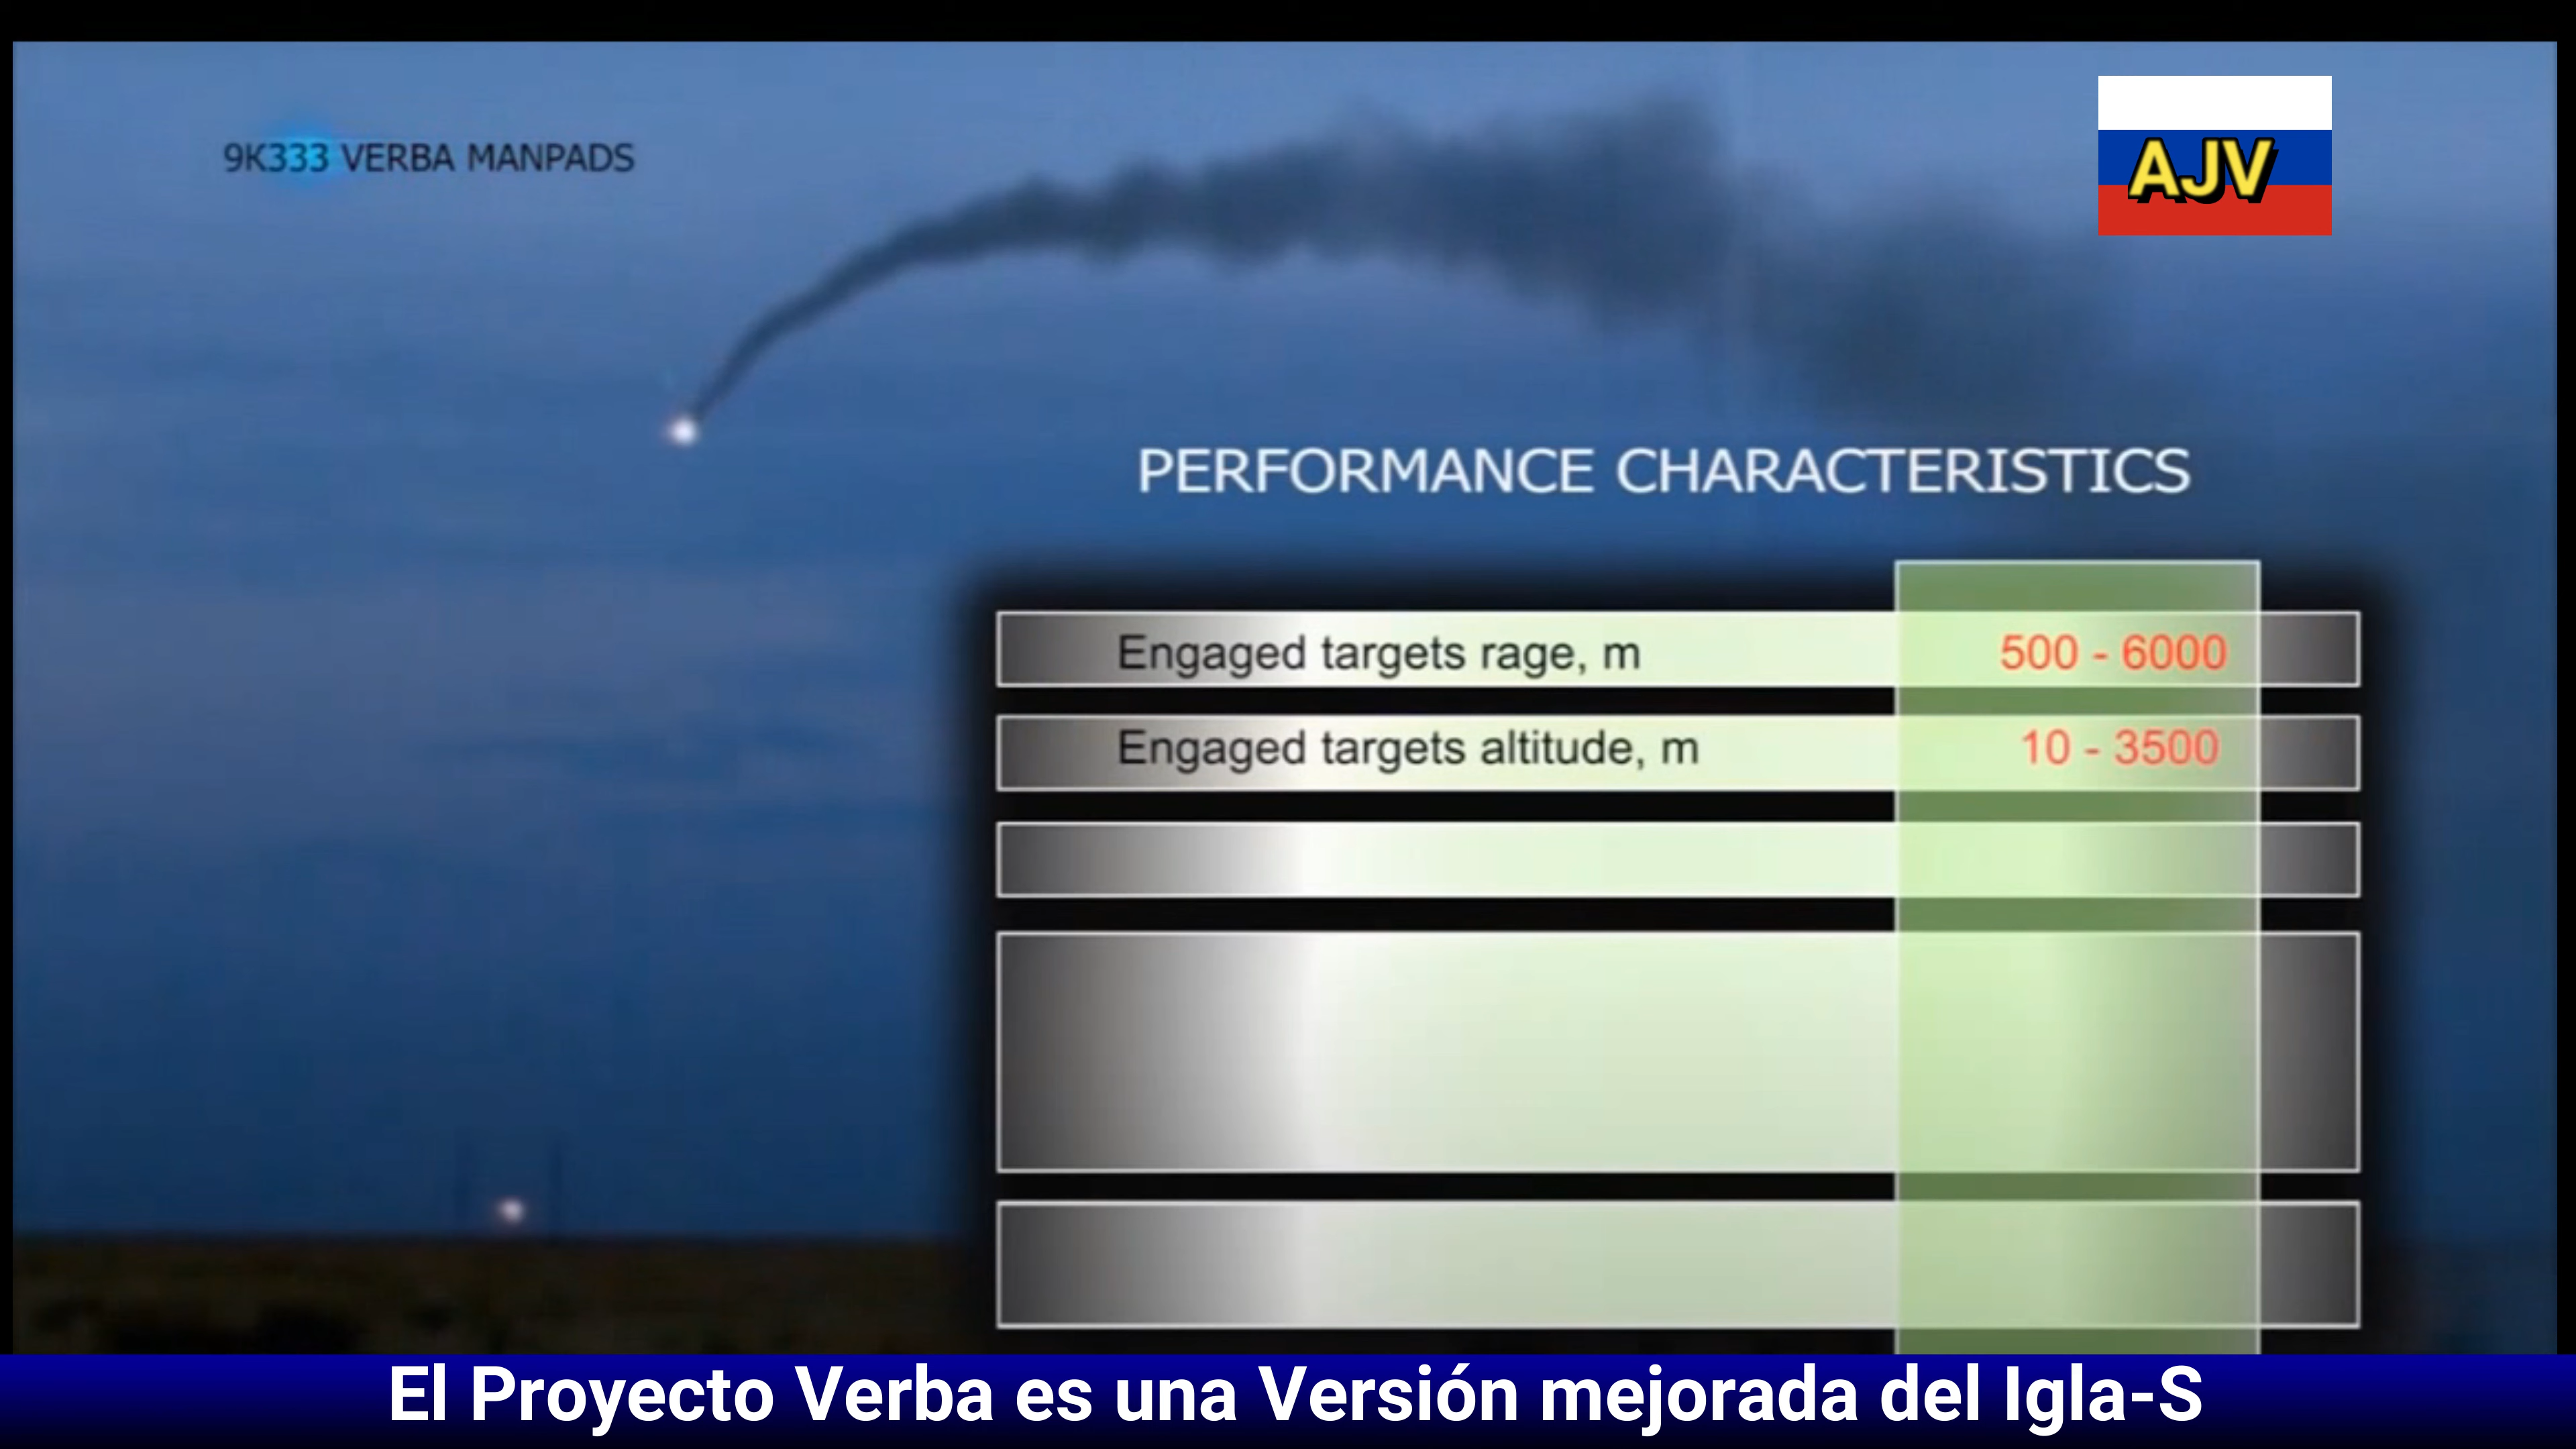 9K333 VERBA MANPADS
AJV
PERFORMANCE CHARACTERISTICS
Engaged targets rage, m 500 - 6000
Engaged targets altitude, m 10 - 3500
El Proyecto Verba es una Versión mejorada del Igla-S